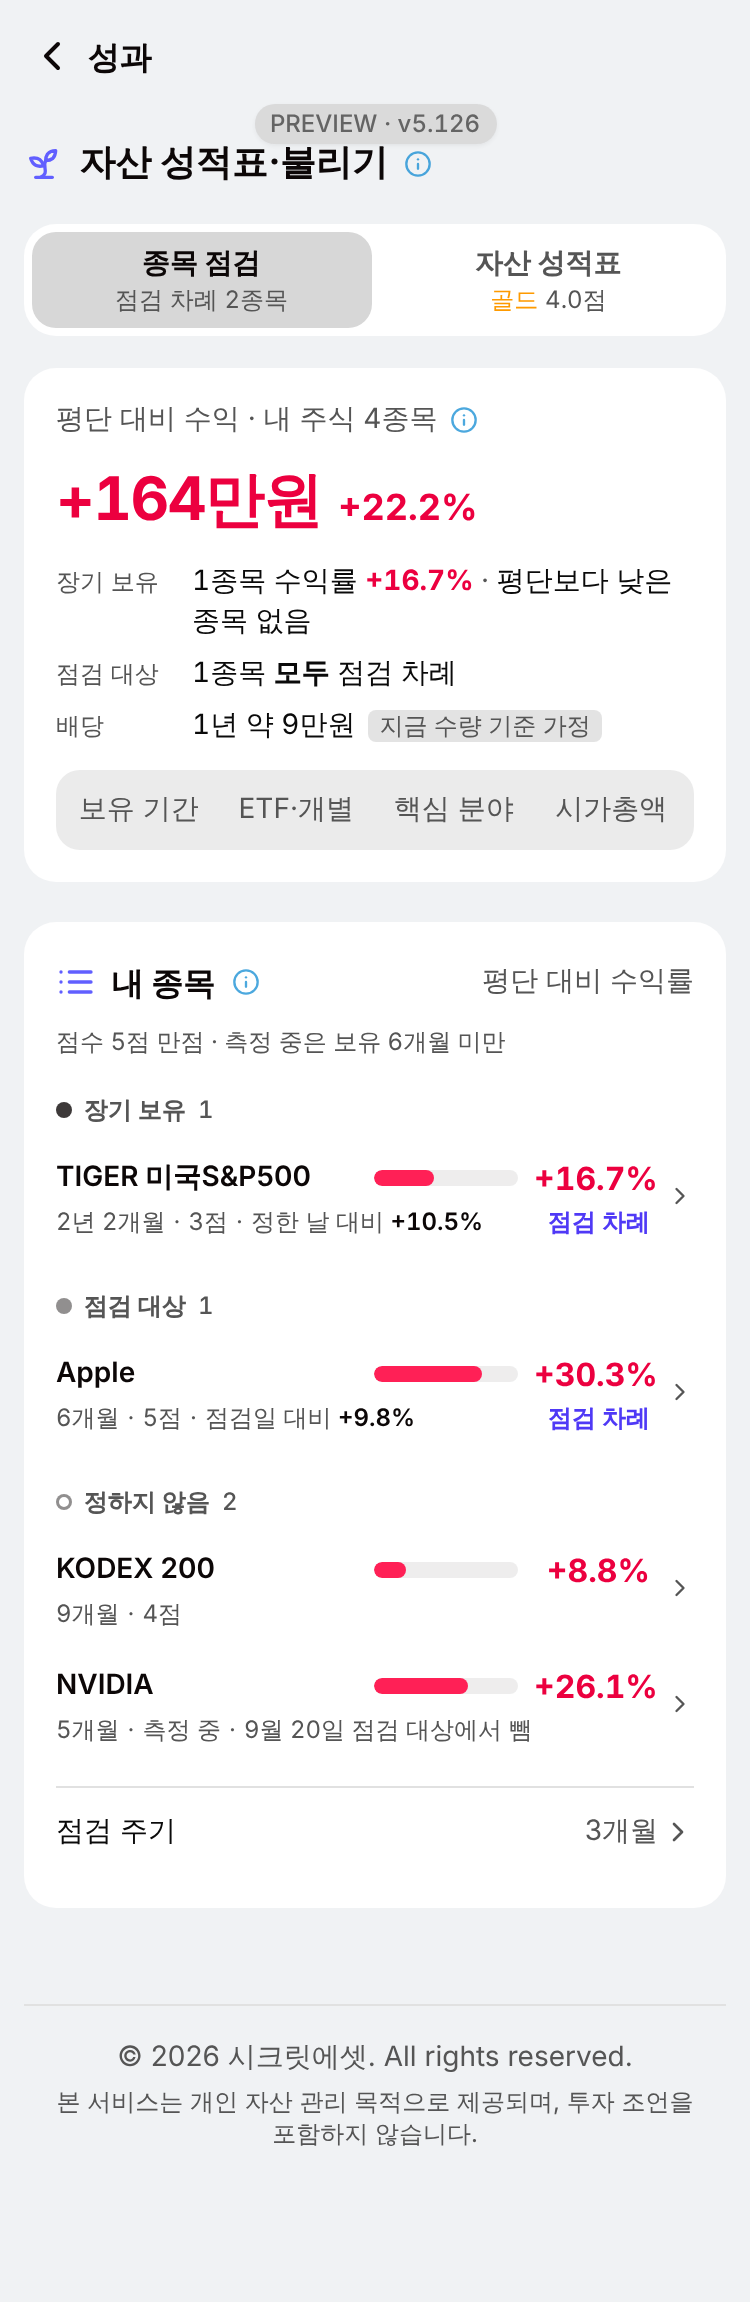 성과
PREVIEW · v5.126
자산 성적표·불리기
종목 점검
점검 차례 2종목
자산 성적표
골드 4.0점
평단 대비 수익 · 내 주식 4종목
+164만원 +22.2%
장기 보유 1종목 수익률 +16.7% · 평단보다 낮은
종목 없음
점검 대상 1종목 모두 점검 차례
배당 1년 약 9만원 지금 수량 기준 가정
보유 기간 ETF·개별 핵심 분야 시가총액
내 종목 평단 대비 수익률
점수 5점 만점 · 측정 중은 보유 6개월 미만
장기 보유 1
TIGER 미국S&P500 +16.7%
2년 2개월 · 3점 · 정한 날 대비 +10.5% 점검 차례
점검 대상 1
Apple +30.3%
6개월 · 5점 · 점검일 대비 +9.8% 점검 차례
정하지 않음 2
KODEX 200 +8.8%
9개월 · 4점
NVIDIA +26.1%
5개월 · 측정 중 · 9월 20일 점검 대상에서 뺌
점검 주기 3개월
© 2026 시크릿에셋. All rights reserved.
본 서비스는 개인 자산 관리 목적으로 제공되며, 투자 조언을
포함하지 않습니다.